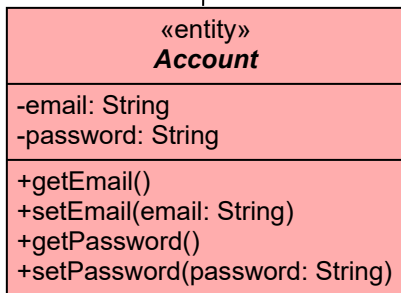 «entity»
Account
-email: String
-password: String
+getEmail()
+setEmail(email: String)
+getPassword()
+setPassword(password: String)